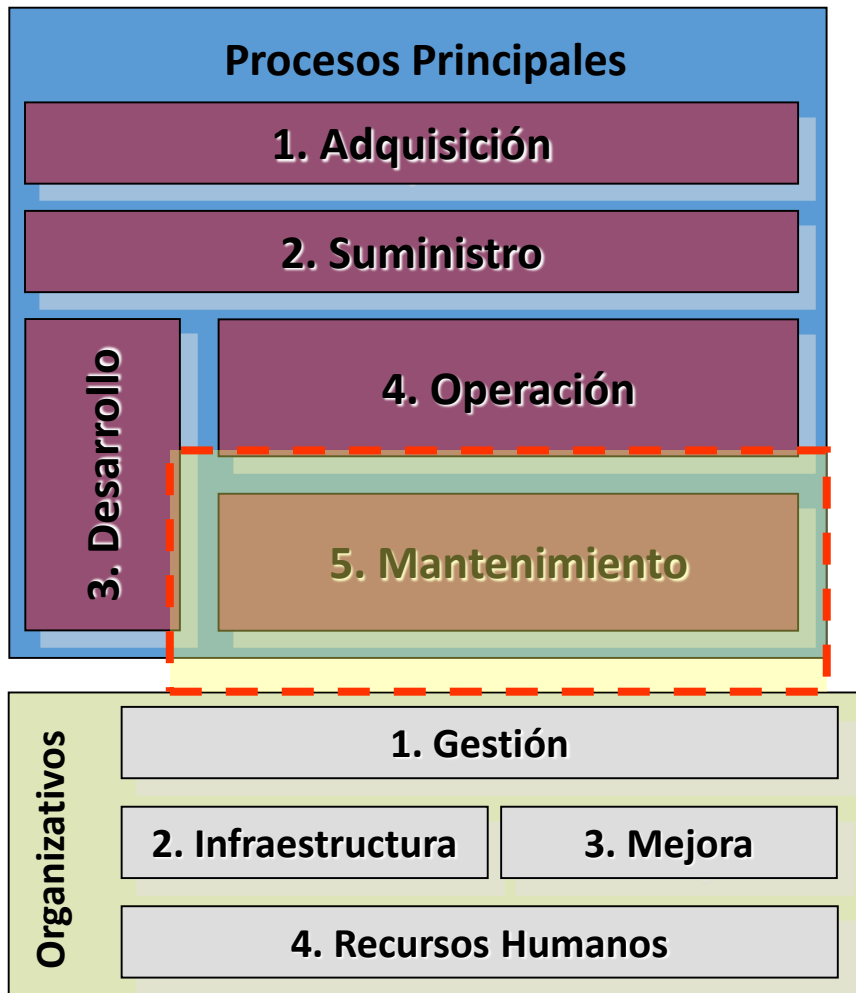 Procesos Principales
1. Adquisición
2. Suministro
3. Desarrollo
4. Operación
5. Mantenimiento
Organizativos
1. Gestión
2. Infraestructura
3. Mejora
4. Recursos Humanos